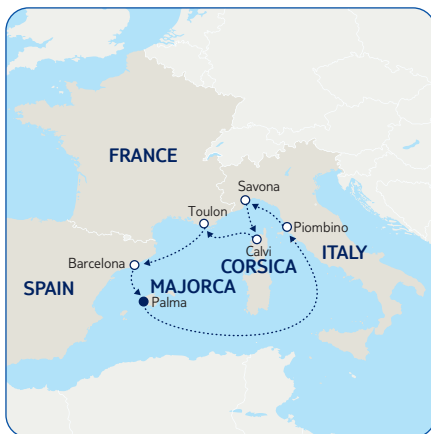 FRANCE
Savona
Toulon
Piombino
Calvi
ITALY
Barcelona
CORSICA
SPAIN
MAJORCA
Palma